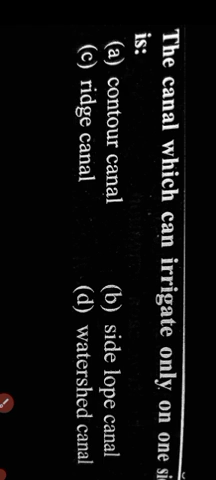 The canal which can irrigate only on one si
is:
(a) contour canal (b) side lope canal
(c) ridge canal (d) watershed canal